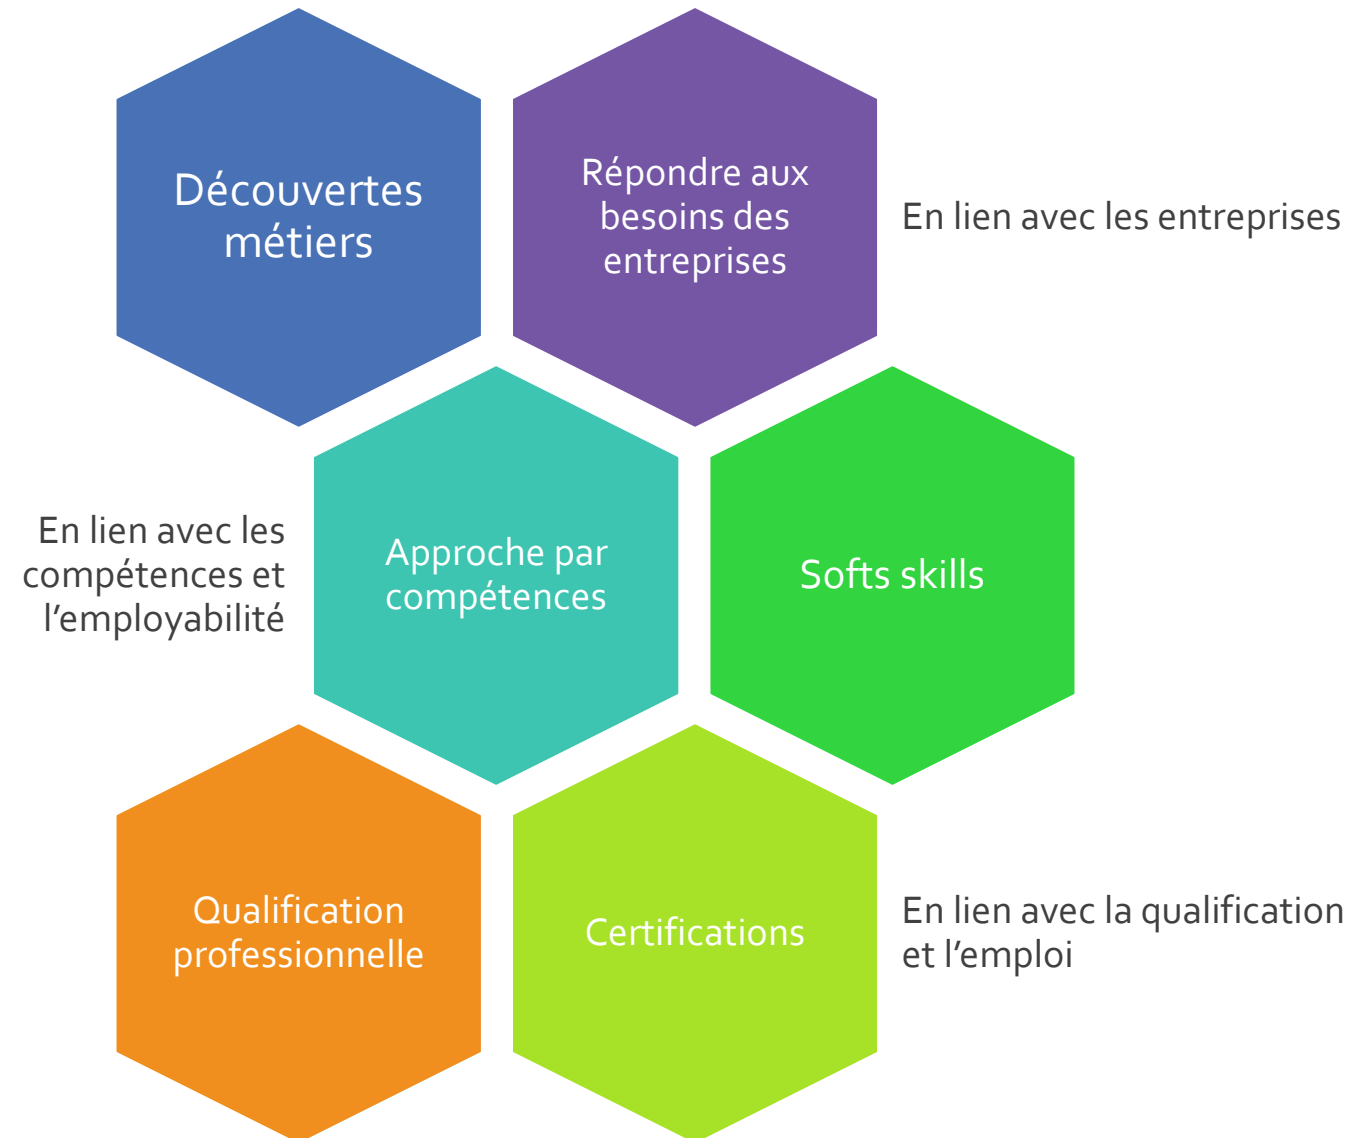 Découvertes
métiers
Répondre aux
besoins des
entreprises
En lien avec les entreprises
En lien avec les
compétences et
l’employabilité
Approche par
compétences
Softs skills
Qualification
professionnelle
Certifications
En lien avec la qualification
et l’emploi